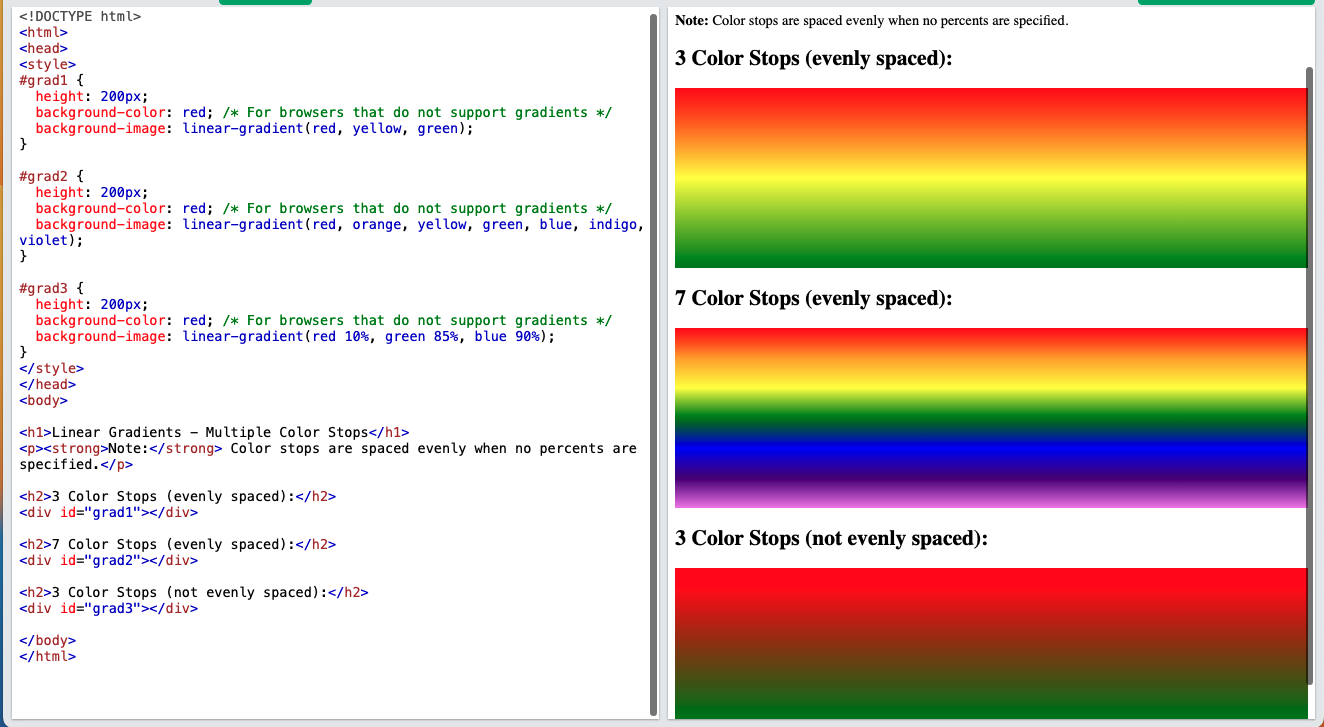 <!DOCTYPE html>
<html>
<head>
<style>
#grad1 {
  height: 200px;
  background-color: red; /* For browsers that do not support gradients */
  background-image: linear-gradient(red, yellow, green);
}

#grad2 {
  height: 200px;
  background-color: red; /* For browsers that do not support gradients */
  background-image: linear-gradient(red, orange, yellow, green, blue, indigo,
violet);
}

#grad3 {
  height: 200px;
  background-color: red; /* For browsers that do not support gradients */
  background-image: linear-gradient(red 10%, green 85%, blue 90%);
}
</style>
</head>
<body>

<h1>Linear Gradients – Multiple Color Stops</h1>
<p><strong>Note:</strong> Color stops are spaced evenly when no percents are
specified.</p>

<h2>3 Color Stops (evenly spaced):</h2>
<div id="grad1"></div>

<h2>7 Color Stops (evenly spaced):</h2>
<div id="grad2"></div>

<h2>3 Color Stops (not evenly spaced):</h2>
<div id="grad3"></div>

</body>
</html>
Note: Color stops are spaced evenly when no percents are specified.
3 Color Stops (evenly spaced):
7 Color Stops (evenly spaced):
3 Color Stops (not evenly spaced):